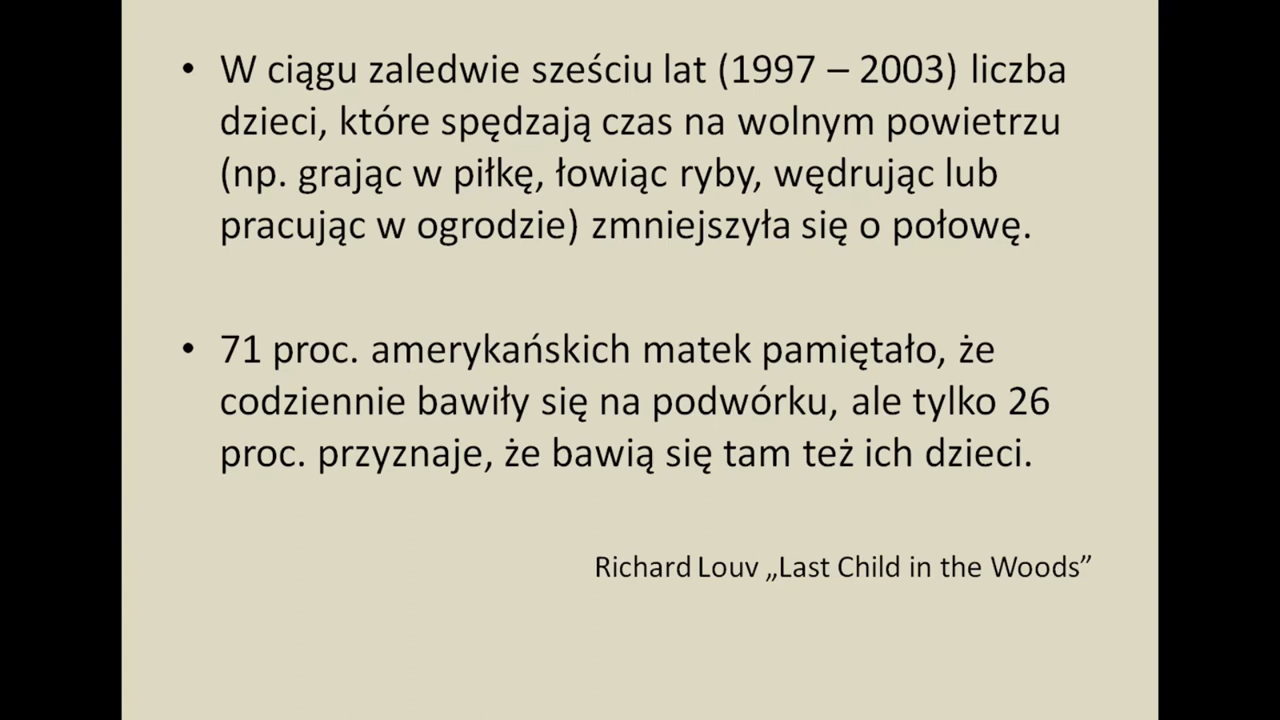 • W ciągu zaledwie sześciu lat (1997 – 2003) liczba
dzieci, które spędzają czas na wolnym powietrzu
(np. grając w piłkę, łowiąc ryby, wędrując lub
pracując w ogrodzie) zmniejszyła się o połowę.
• 71 proc. amerykańskich matek pamiętało, że
codziennie bawiły się na podwórku, ale tylko 26
proc. przyznaje, że bawią się tam też ich dzieci.
Richard Louv „Last Child in the Woods”